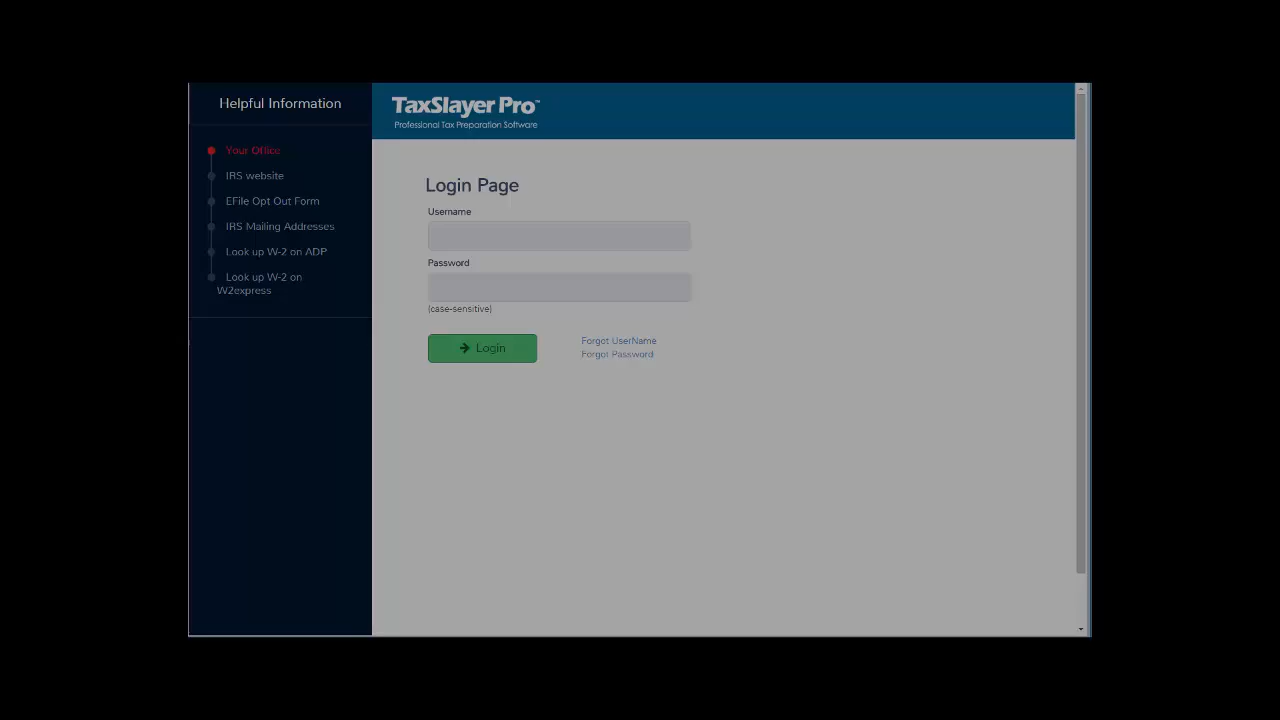 Helpful Information
Your Office
IRS website
EFile Opt Out Form
IRS Mailing Addresses
Look up W-2 on ADP
Look up W-2 on
W2express
TaxSlayer Pro™
Professional Tax Preparation Software
Login Page
Username
Password
(case-sensitive)
Login
Forgot UserName
Forgot Password